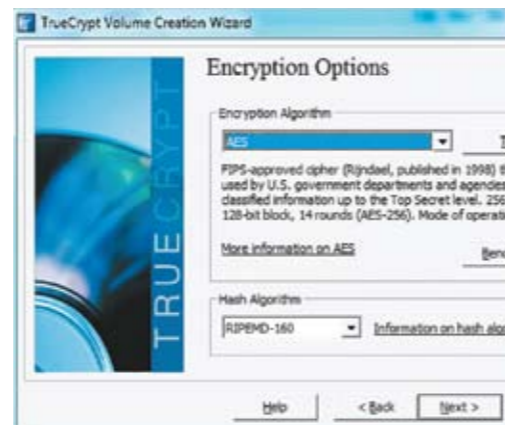 TrueCrypt Volume Creation Wizard
TRUECRYPT
Encryption Options
Encryption Algorithm
AES
FIPS-approved cipher (Rijndael, published in 1998)
used by U.S. government departments and agencies
classified information up to the Top Secret level. 256
128-bit block, 14 rounds (AES-256). Mode of
More information on AES
Hash Algorithm
RIPEMD-160
Information on hash
Help
< Back
Next >